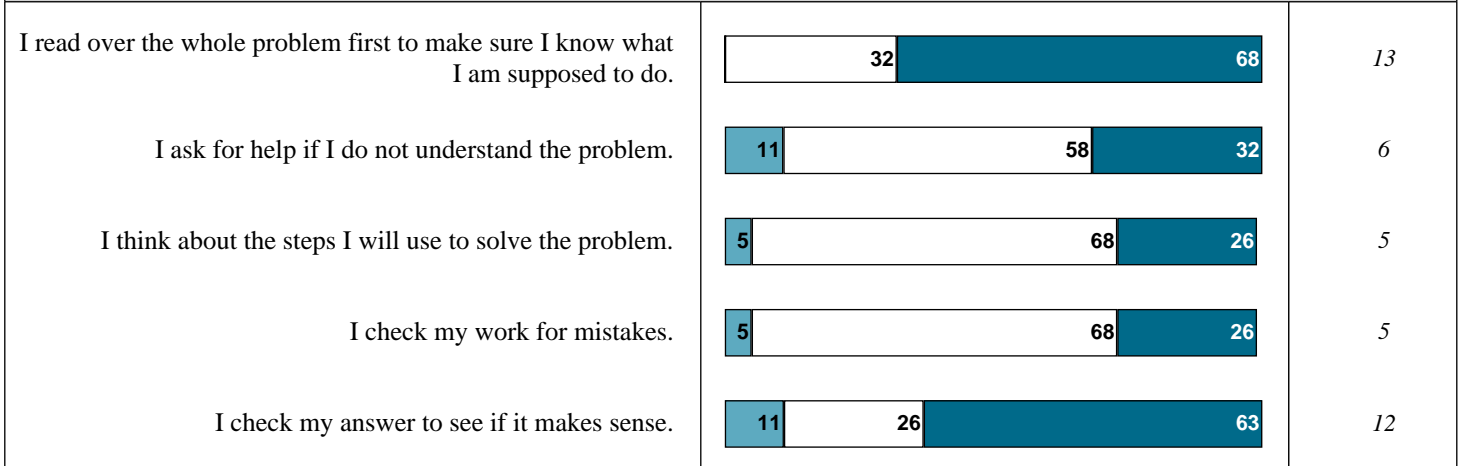 I read over the whole problem first to make sure I know what
I am supposed to do.
32 68 13
I ask for help if I do not understand the problem.
11 58 32 6
I think about the steps I will use to solve the problem.
5 68 26 5
I check my work for mistakes.
5 68 26 5
I check my answer to see if it makes sense.
11 26 63 12